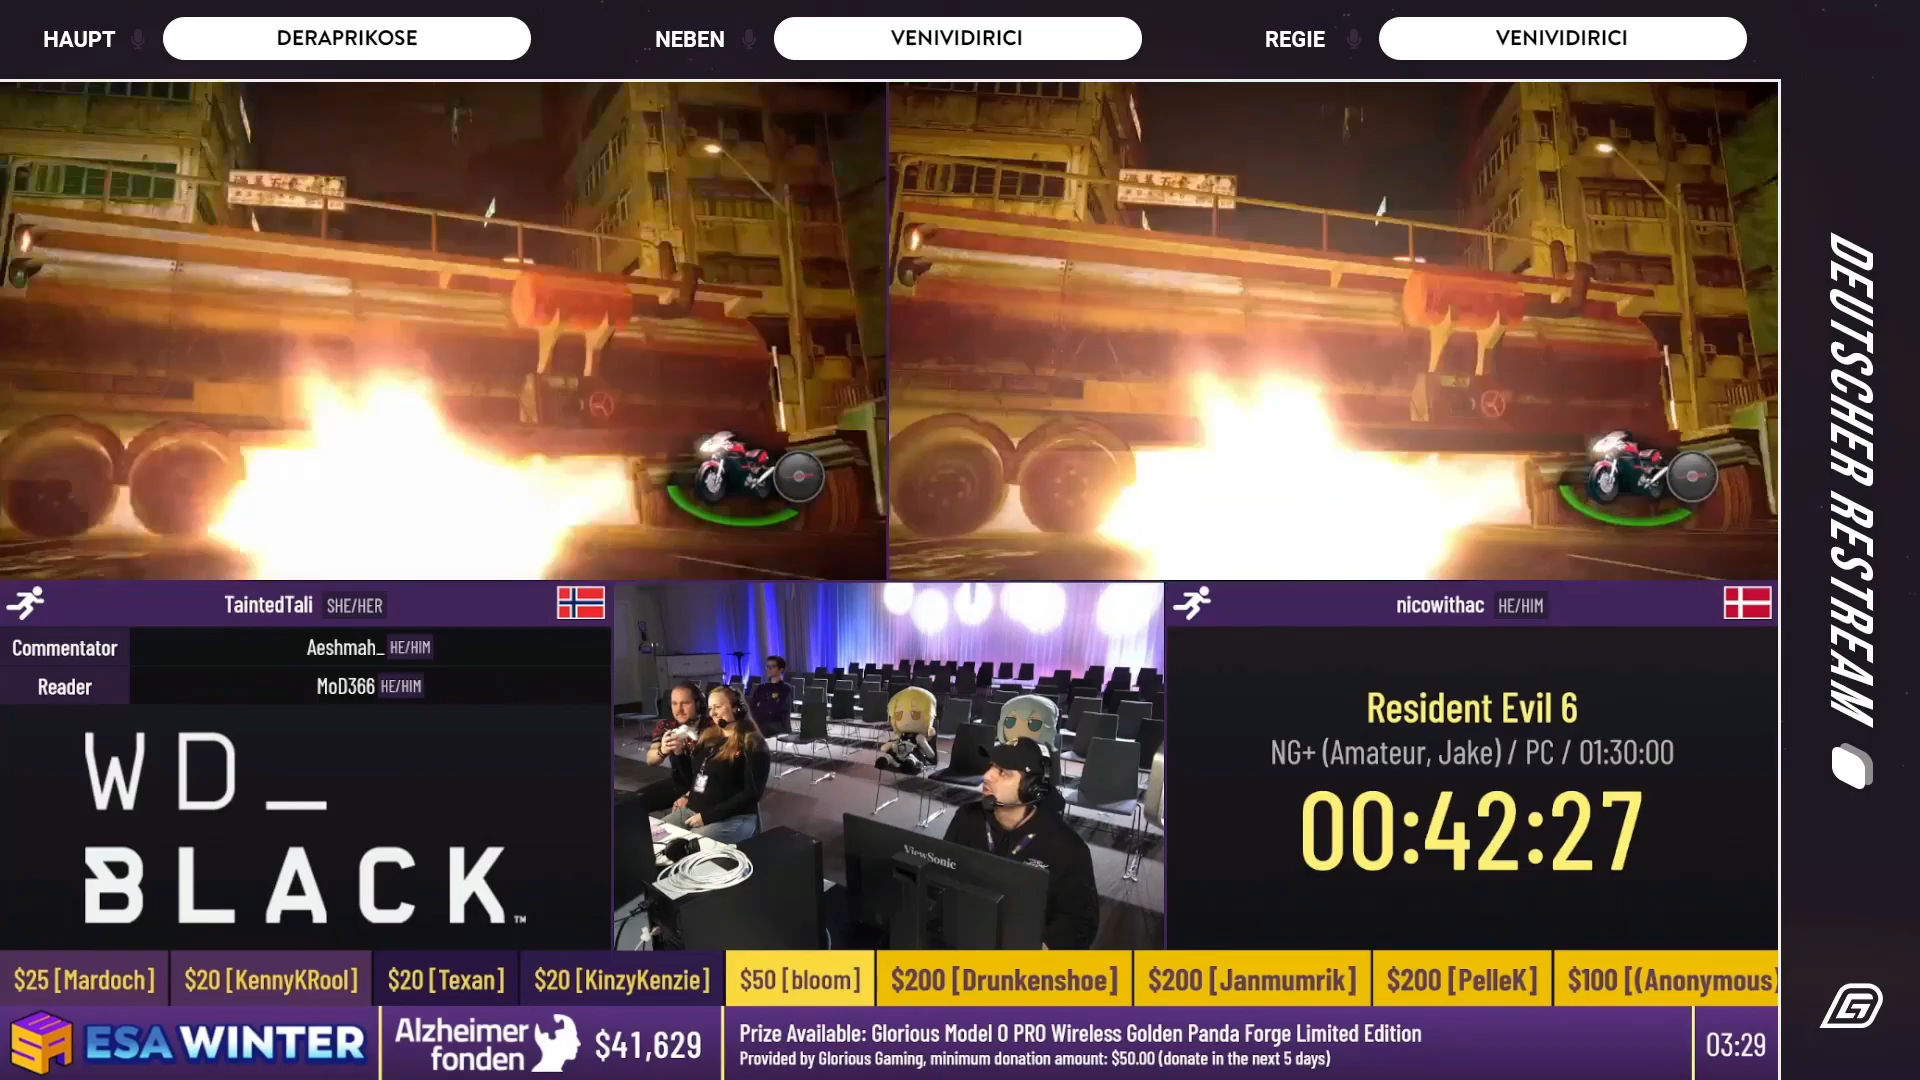 HAUPT
DERAPRIKOSE
NEBEN
VENIVIDIRICI
REGIE
VENIVIDIRICI
DEUTSCHER RESTREAM
TaintedTali SHE/HER
Commentator
Aeshmah_ HE/HIM
Reader
MoD366 HE/HIM
WD_
BLACK™
ViewSonic
nicowithac HE/HIM
Resident Evil 6
NG+ (Amateur, Jake) / PC / 01:30:00
00:42:27
$25 [Mardoch]
$20 [KennyKRool]
$20 [Texan]
$20 [KinzyKenzie]
$50 [bloom]
$200 [Drunkenshoe]
$200 [Janmumrik]
$200 [PelleK]
$100 [(Anonymous)
ESA WINTER
Alzheimer
fonden
$41,629
Prize Available: Glorious Model O PRO Wireless Golden Panda Forge Limited Edition
Provided by Glorious Gaming, minimum donation amount: $50.00 (donate in the next 5 days)
03:29